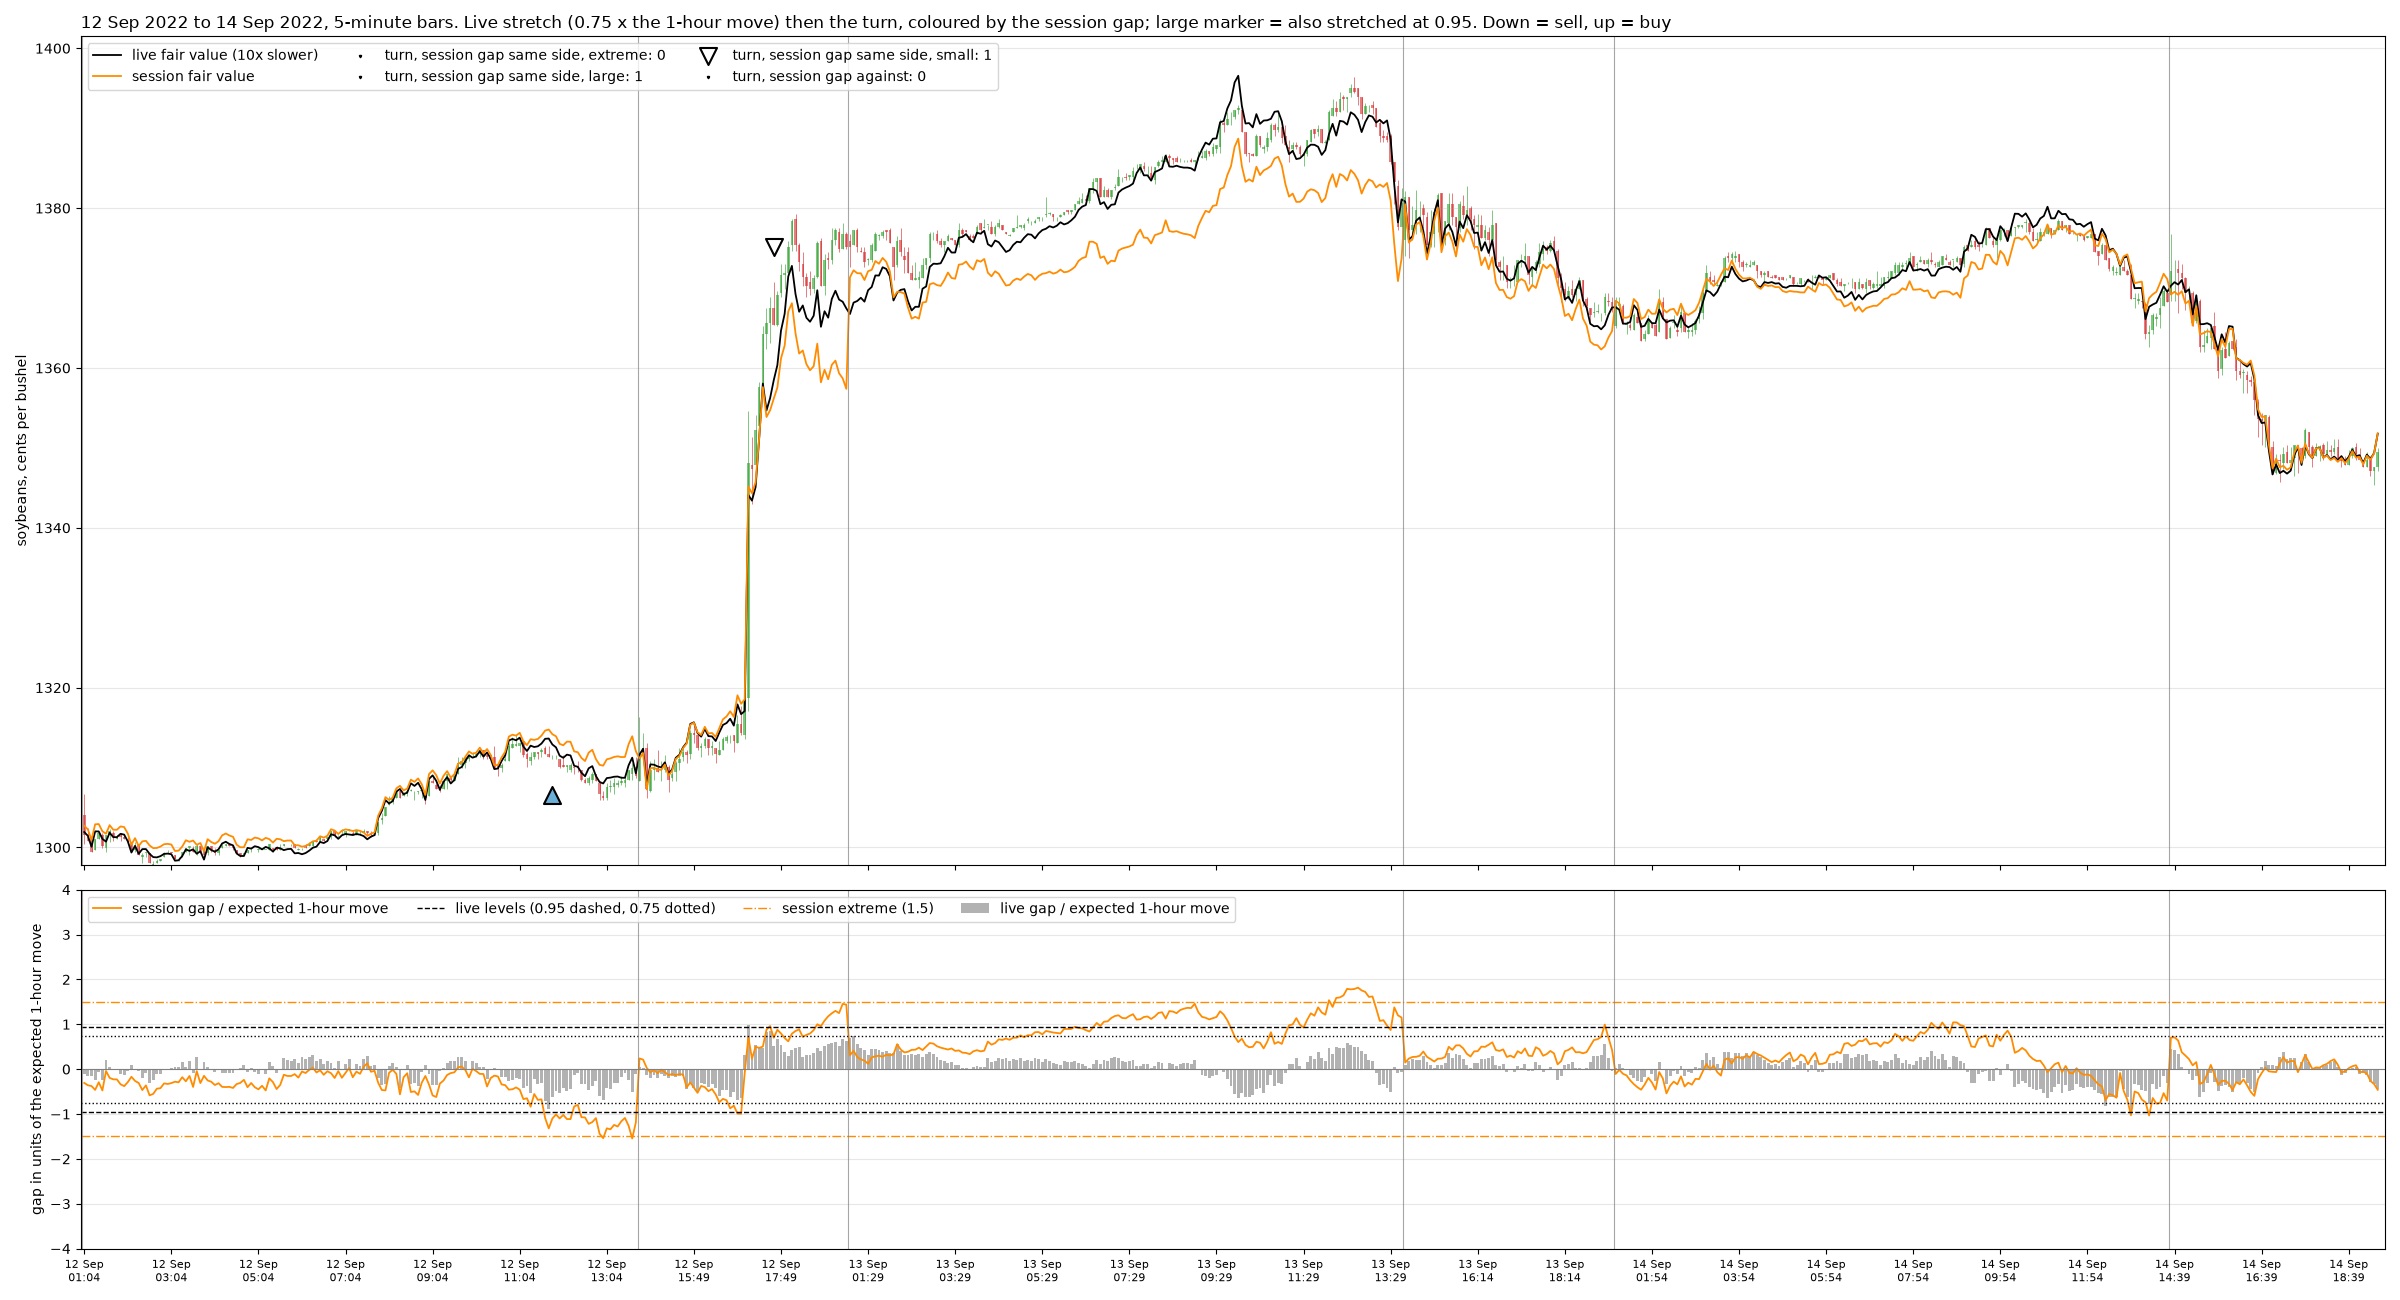 12 Sep 2022 to 14 Sep 2022, 5-minute bars. Live stretch (0.75 x the 1-hour move) then the turn, coloured by the session gap; large marker = also stretched at 0.95. Down = sell, up = buy
live fair value (10x slower)
session fair value
turn, session gap same side, extreme: 0
turn, session gap same side, large: 1
turn, session gap same side, small: 1
turn, session gap against: 0
soybeans, cents per bushel
1400
1380
1360
1340
1320
1300
session gap / expected 1-hour move
live levels (0.95 dashed, 0.75 dotted)
session extreme (1.5)
live gap / expected 1-hour move
gap in units of the expected 1-hour move
4
3
2
1
0
−1
−2
−3
−4
12 Sep
01:04
12 Sep
03:04
12 Sep
05:04
12 Sep
07:04
12 Sep
09:04
12 Sep
11:04
12 Sep
13:04
12 Sep
15:49
12 Sep
17:49
13 Sep
01:29
13 Sep
03:29
13 Sep
05:29
13 Sep
07:29
13 Sep
09:29
13 Sep
11:29
13 Sep
13:29
13 Sep
16:14
13 Sep
18:14
14 Sep
01:54
14 Sep
03:54
14 Sep
05:54
14 Sep
07:54
14 Sep
09:54
14 Sep
11:54
14 Sep
14:39
14 Sep
16:39
14 Sep
18:39